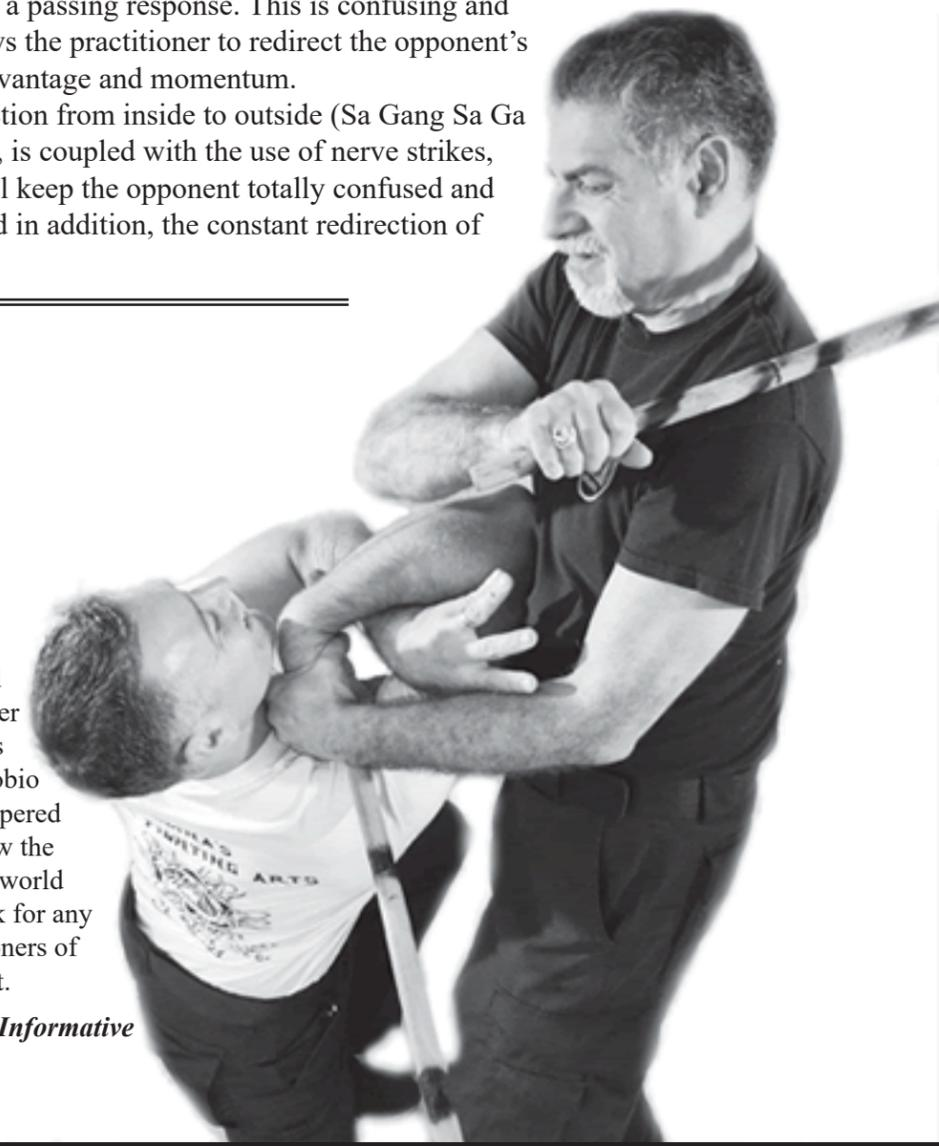 a passing response. This is confusing and
the practitioner to redirect the opponent's
vantage and momentum.
tion from inside to outside (Sa Gang Sa Ga
, is coupled with the use of nerve strikes,
l keep the opponent totally confused and
d in addition, the constant redirection of
er
s
obio
pered
w the
world
k for any
ners of
t.
Informative
FIGHTING ARTS